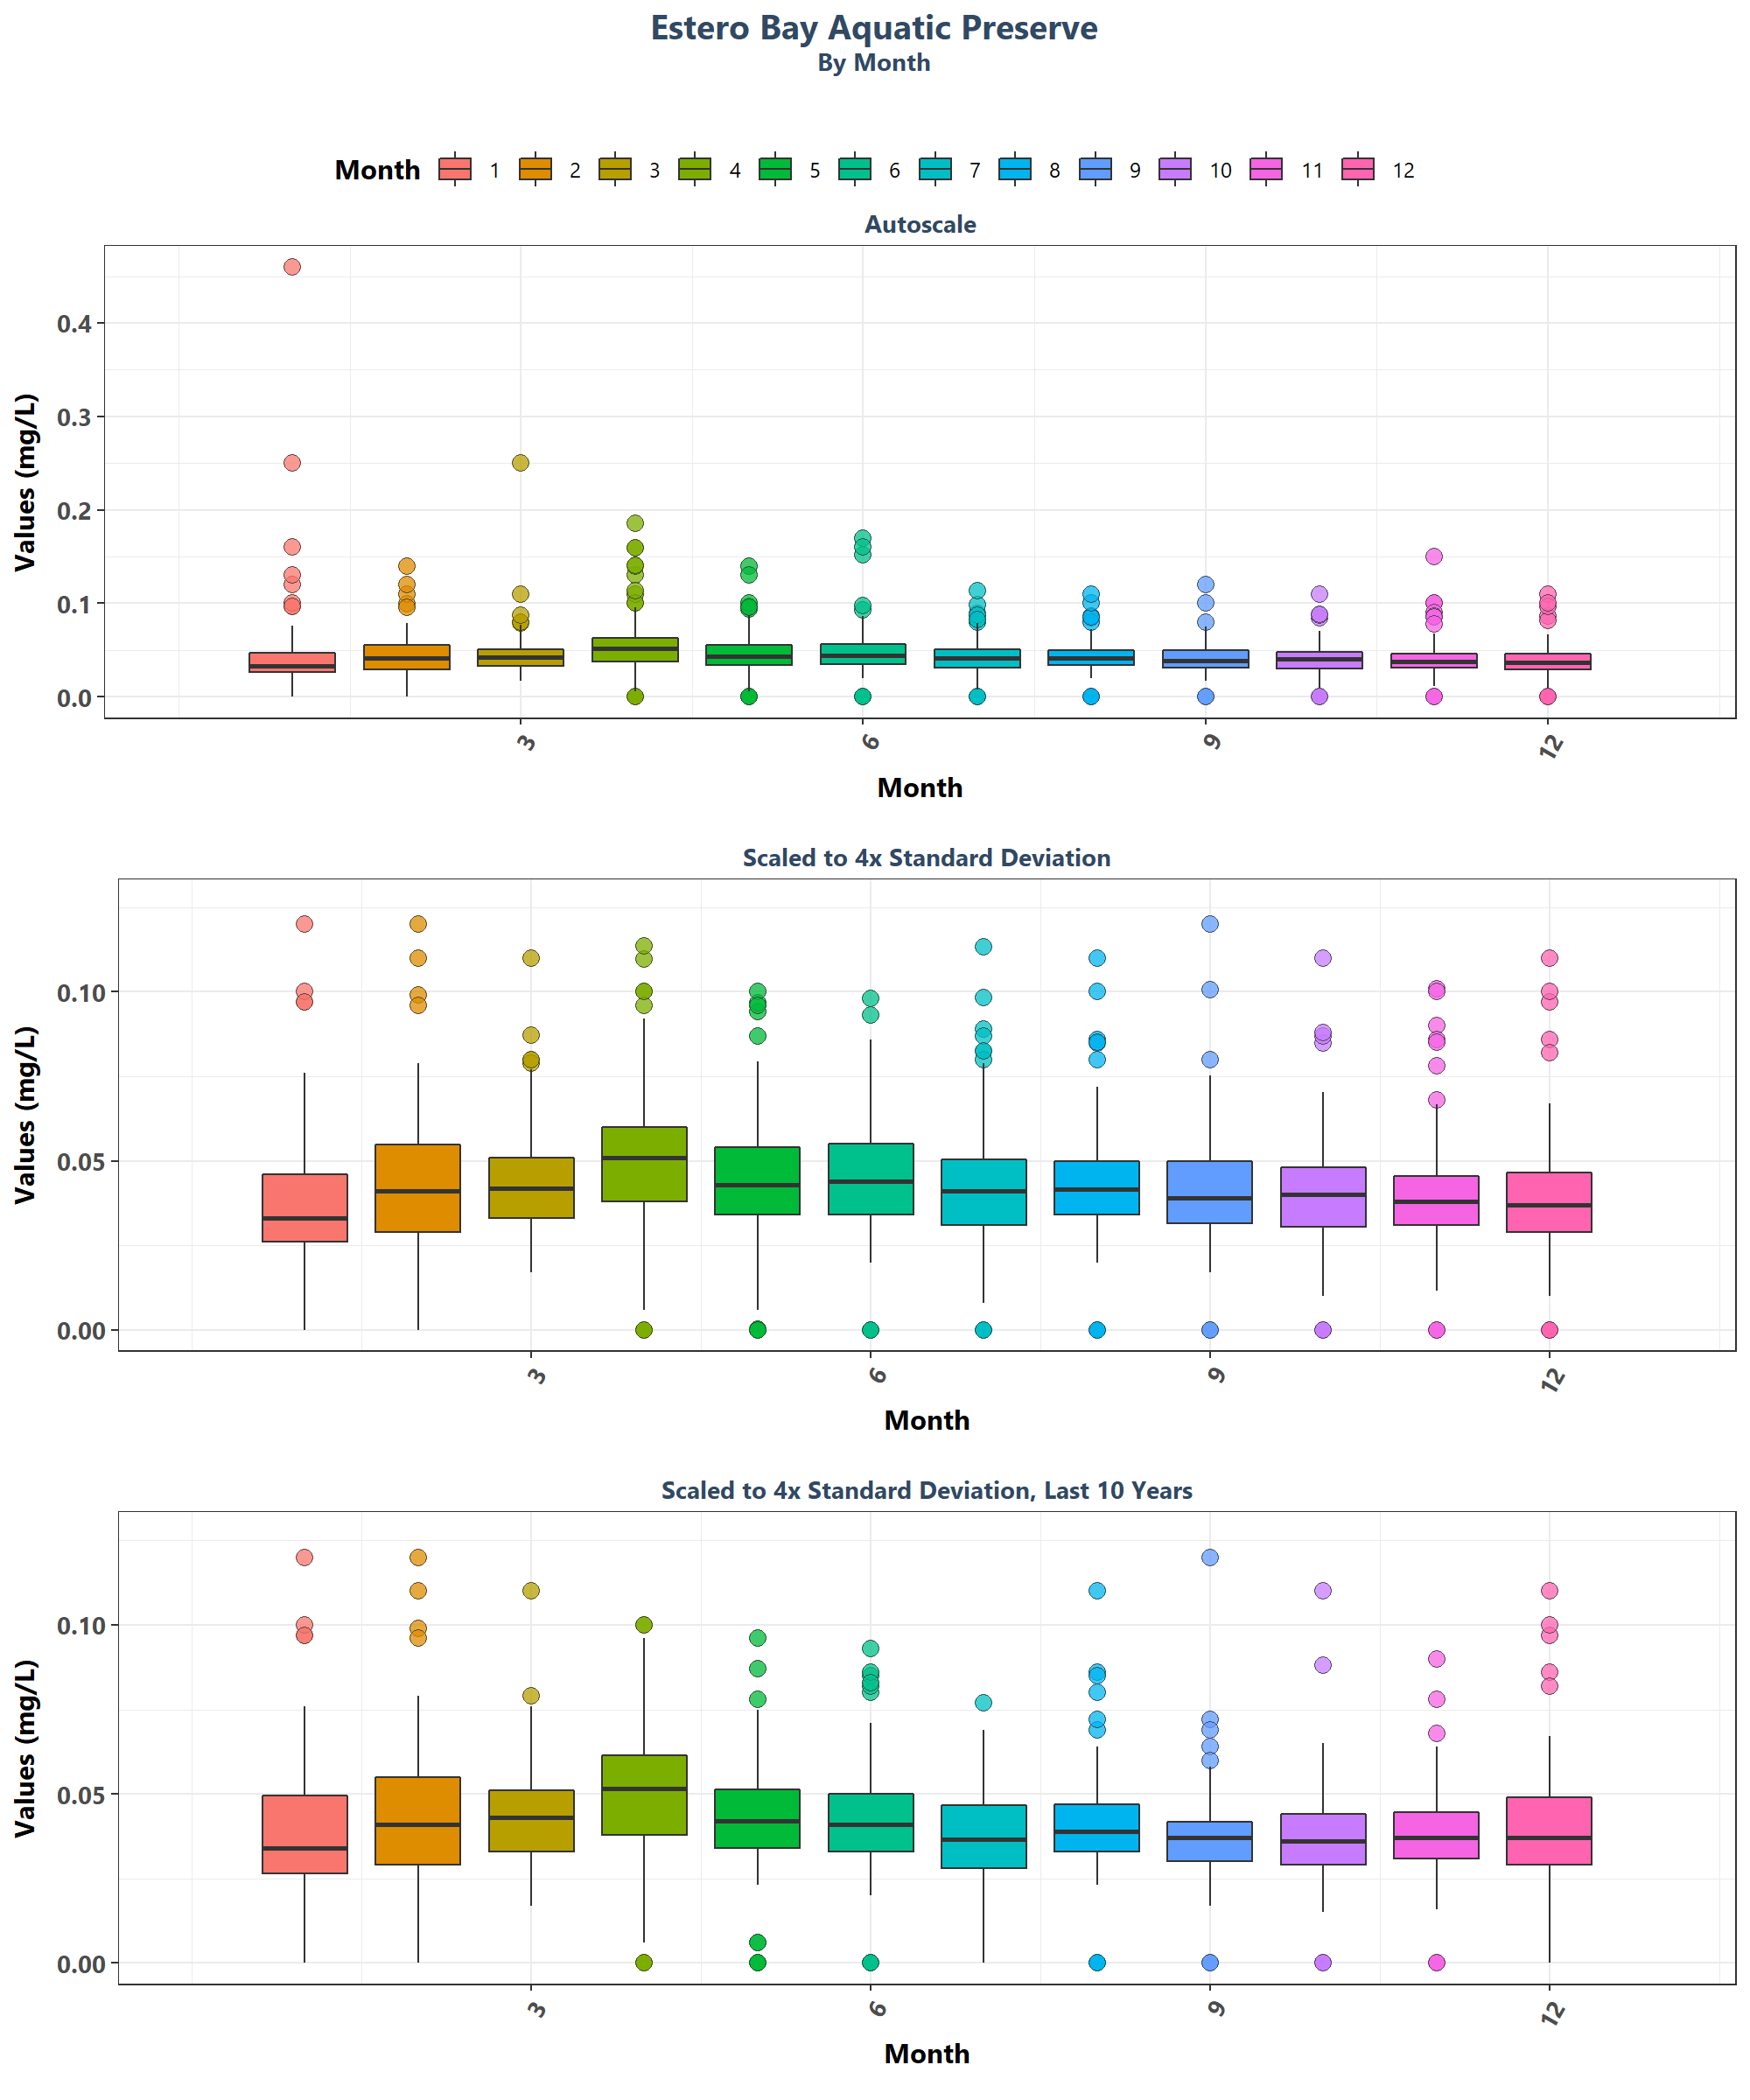 Estero Bay Aquatic Preserve
By Month
Month 1 2 3 4 5 6 7 8 9 10 11 12
Autoscale
Values (mg/L)
0.4
0.3
0.2
0.1
0.0
3 6 9 12
Month
Scaled to 4x Standard Deviation
Values (mg/L)
0.10
0.05
0.00
3 6 9 12
Month
Scaled to 4x Standard Deviation, Last 10 Years
Values (mg/L)
0.10
0.05
0.00
3 6 9 12
Month